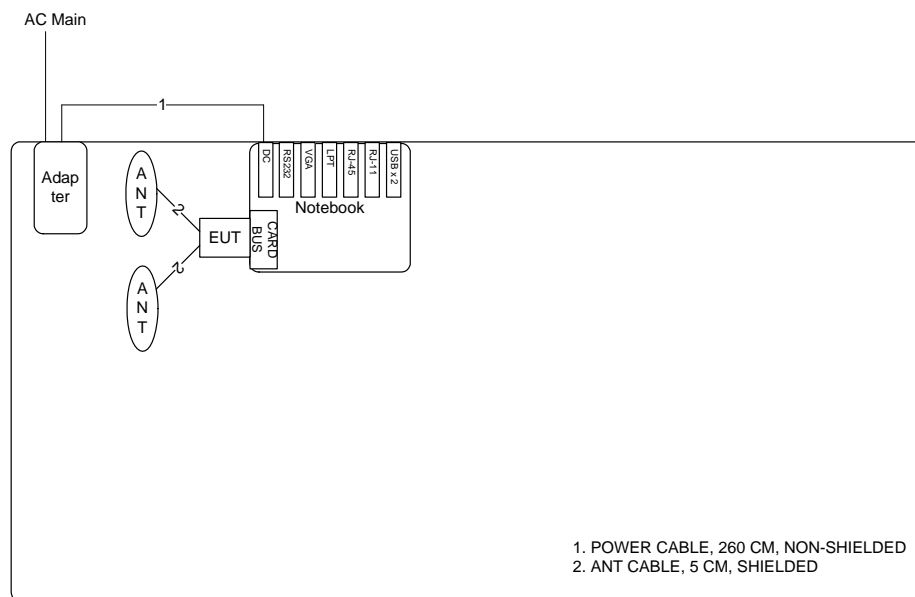 AC Main
1
Adap
ter
A
N
T
2
EUT
CARD
BUS
DC
RS232
VGA
LPT
RJ-45
RJ-11
USB x 2
Notebook
2
A
N
T
1. POWER CABLE, 260 CM, NON-SHIELDED
2. ANT CABLE, 5 CM, SHIELDED